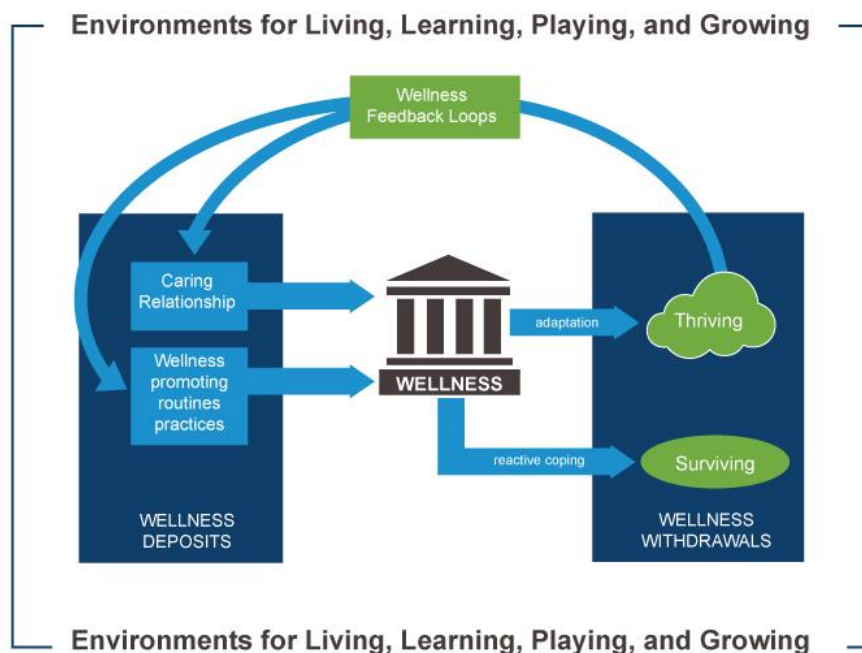 Environments for Living, Learning, Playing, and Growing
Wellness
Feedback Loops
Caring
Relationship
Wellness
promoting
routines
practices
WELLNESS
DEPOSITS
WELLNESS
adaptation
reactive coping
Thriving
Surviving
WELLNESS
WITHDRAWALS
Environments for Living, Learning, Playing, and Growing